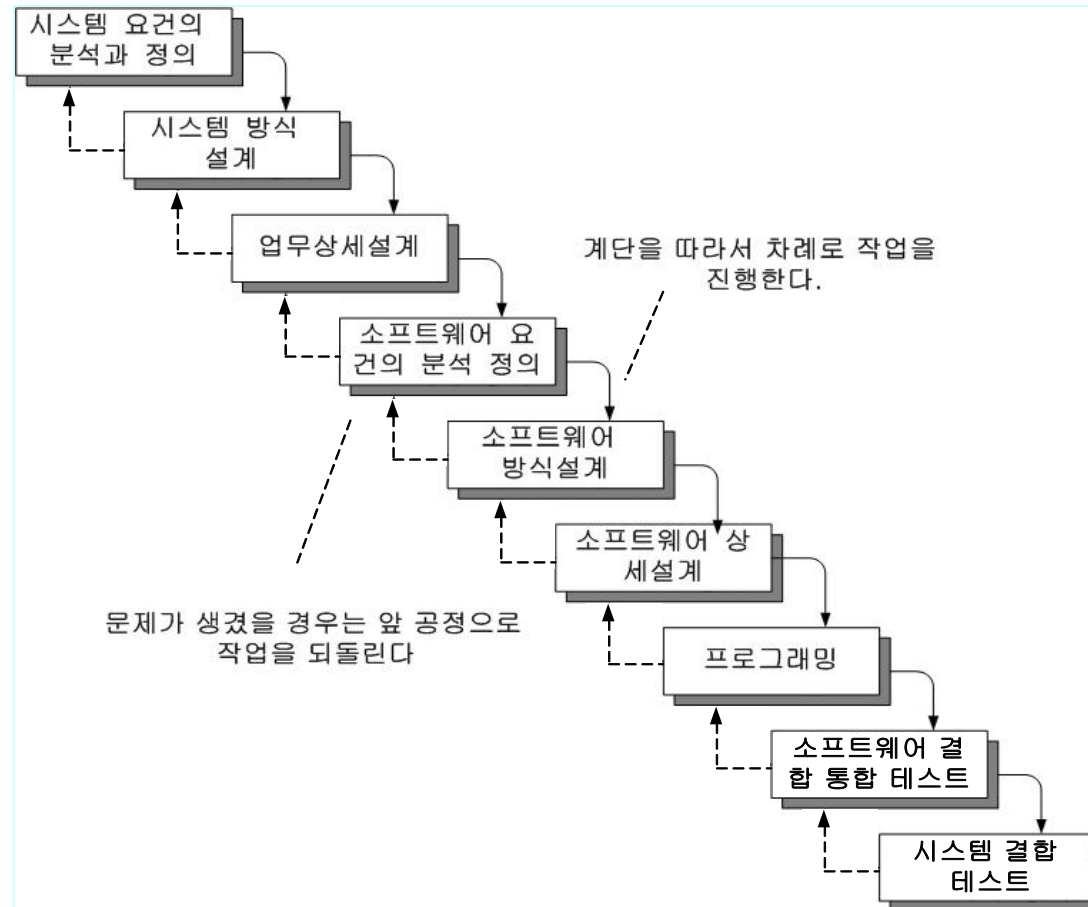 시스템 요건의
분석과 정의
시스템 방식
설계
업무상세설계
계단을 따라서 차례로 작업을
진행한다.
소프트웨어 요
건의 분석 정의
소프트웨어
방식설계
소프트웨어 상
세설계
문제가 생겼을 경우는 앞 공정으로
작업을 되돌린다
프로그래밍
소프트웨어 결
합 통합 테스트
시스템 결합
테스트